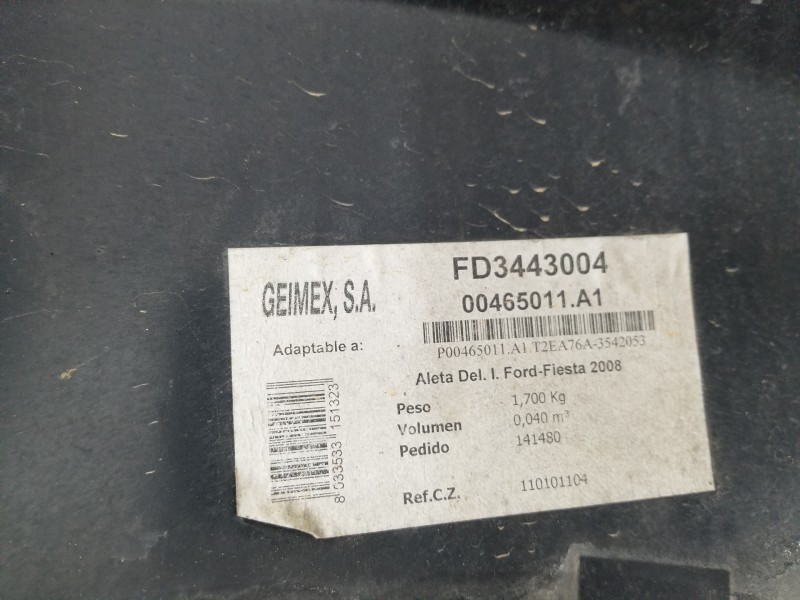 FD3443004
GEIMEX, S.A.
00465011.A1
Adaptable a:
P00465011.A1.T2EA76A-3542053
Aleta Del. I. Ford-Fiesta 2008
Peso 1,700 Kg
Volumen 0,040 m³
Pedido 141480
Ref.C.Z. 110101104
8 033533 151323